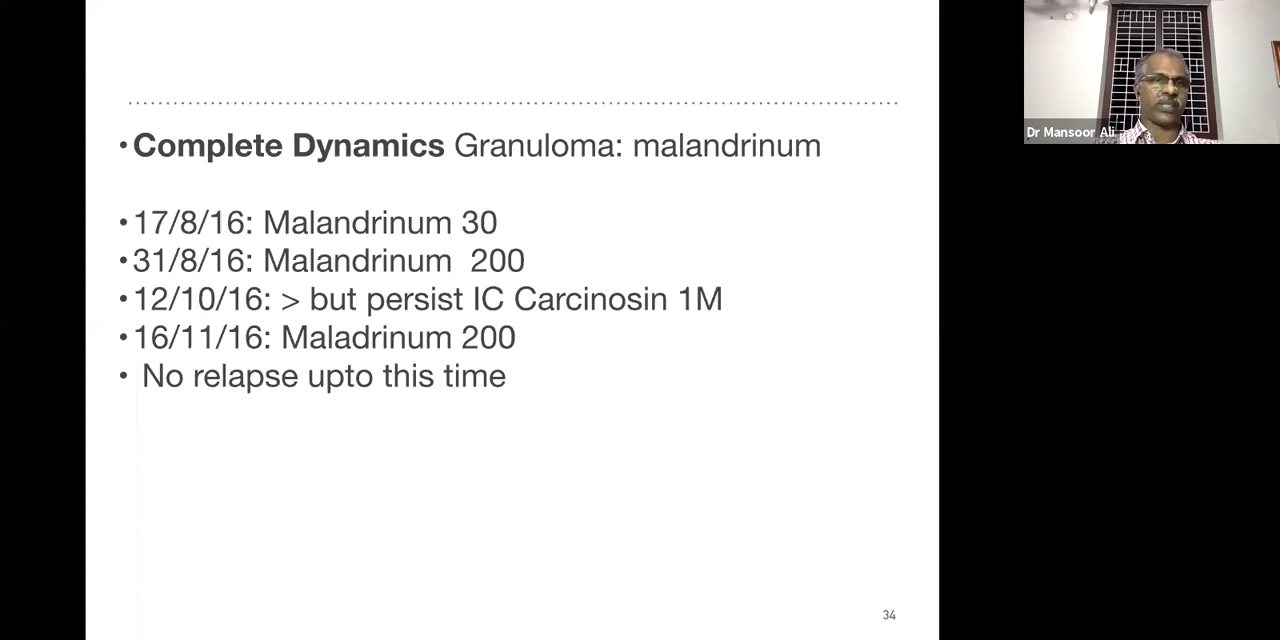 •Complete Dynamics Granuloma: malandrinum
•17/8/16: Malandrinum 30
•31/8/16: Malandrinum  200
•12/10/16: > but persist IC Carcinosin 1M
•16/11/16: Maladrinum 200
• No relapse upto this time
34
Dr Mansoor Ali